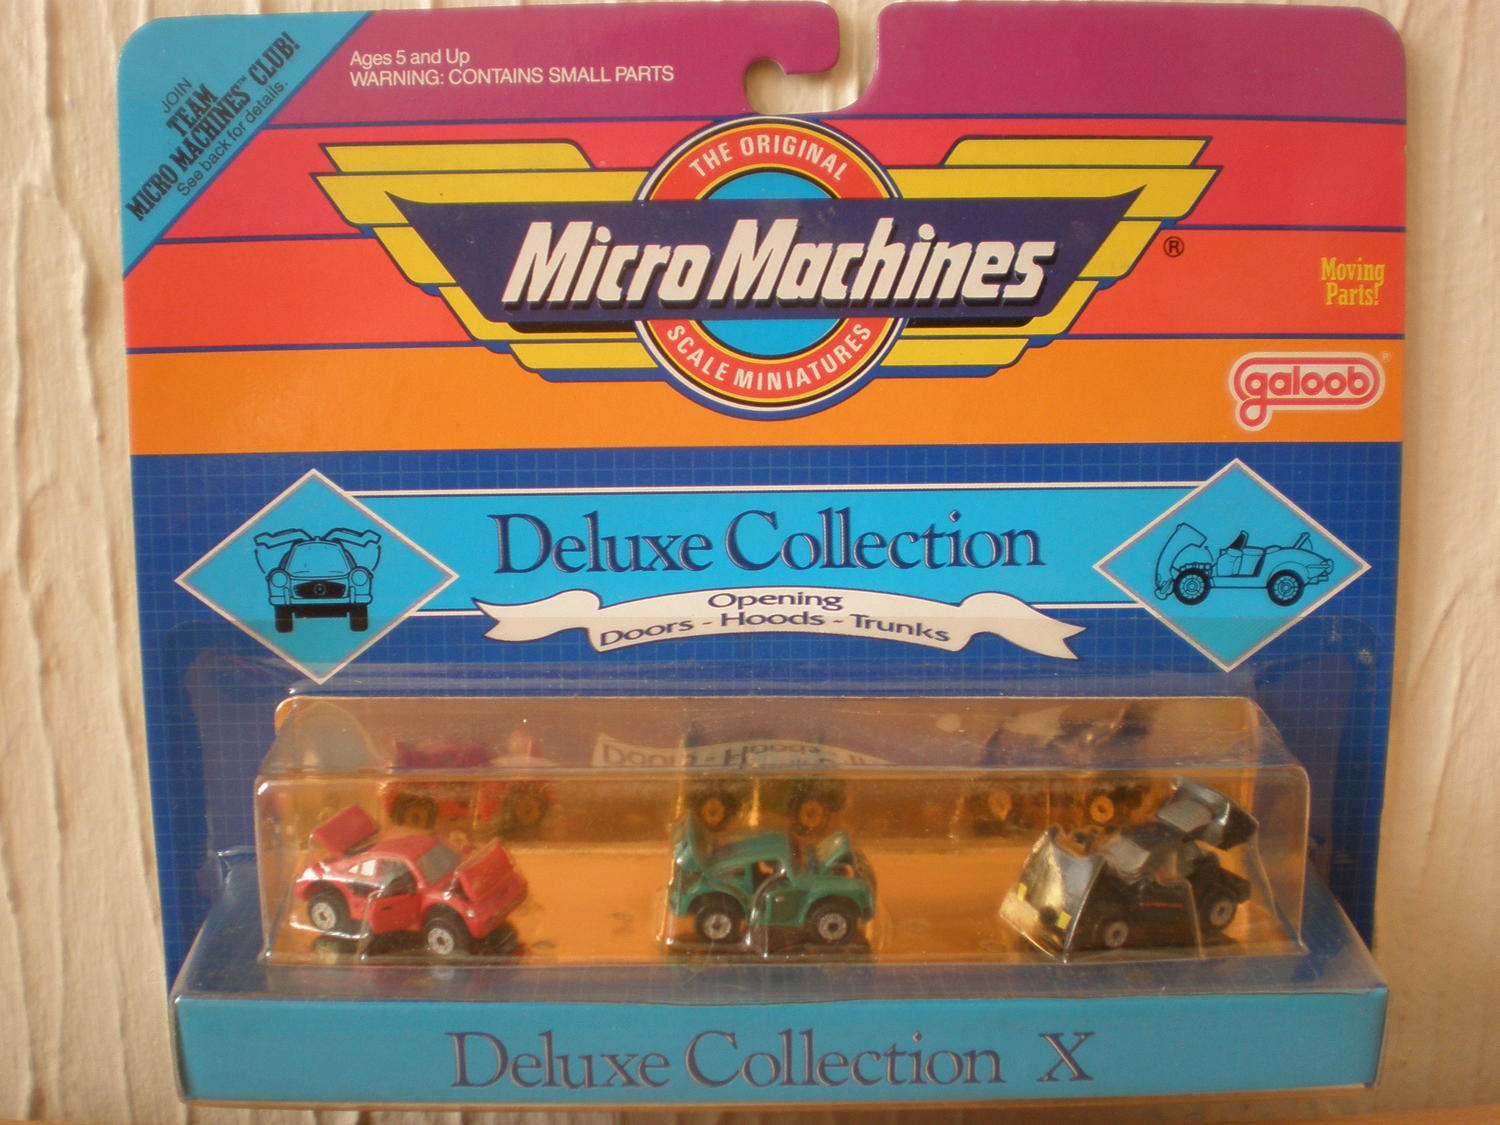 JOIN
TEAM
MICRO MACHINES™ CLUB!
See back for details.
Ages 5 and Up
WARNING: CONTAINS SMALL PARTS
THE ORIGINAL
Micro Machines
®
SCALE MINIATURES
Moving
Parts!
galoob®
Deluxe Collection
Opening
Doors - Hoods - Trunks
Deluxe Collection X